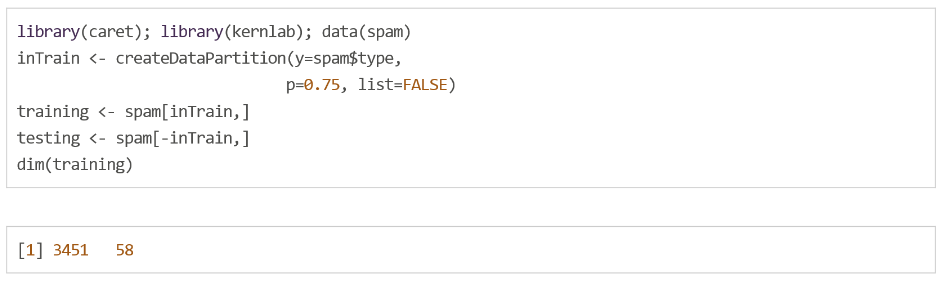 library(caret); library(kernlab); data(spam)
inTrain <- createDataPartition(y=spam$type,
                              p=0.75, list=FALSE)
training <- spam[inTrain,]
testing <- spam[-inTrain,]
dim(training)
[1] 3451   58